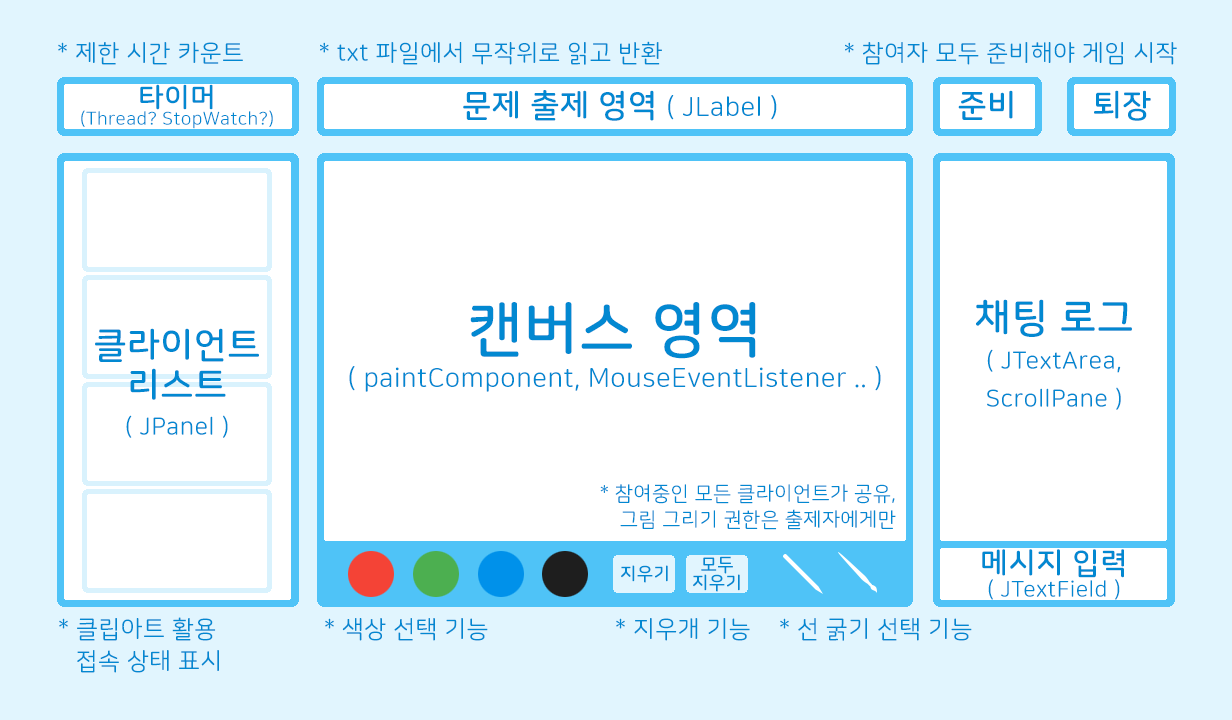 * 제한 시간 카운트
* txt 파일에서 무작위로 읽고 반환
* 참여자 모두 준비해야 게임 시작
타이머
(Thread? StopWatch?)
문제 출제 영역 ( JLabel )
준비
퇴장
클라이언트
리스트
( JPanel )
캔버스 영역
( paintComponent, MouseEventListener .. )
* 참여중인 모든 클라이언트가 공유,
그림 그리기 권한은 출제자에게만
지우기
모두
지우기
채팅 로그
( JTextArea,
ScrollPane )
메시지 입력
( JTextField )
* 클립아트 활용
접속 상태 표시
* 색상 선택 기능
* 지우개 기능
* 선 굵기 선택 기능